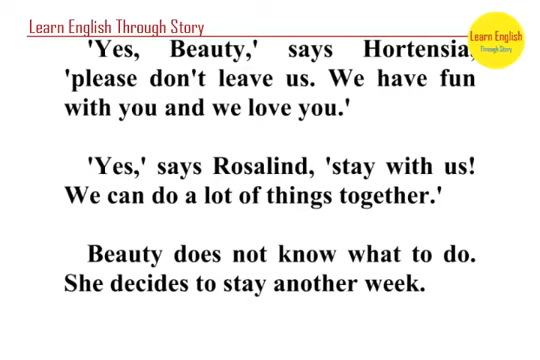 Learn English Through Story
Learn English
Through Story
'Yes, Beauty,' says Hortensia,
'please don't leave us. We have fun
with you and we love you.'
'Yes,' says Rosalind, 'stay with us!
We can do a lot of things together.'
Beauty does not know what to do.
She decides to stay another week.